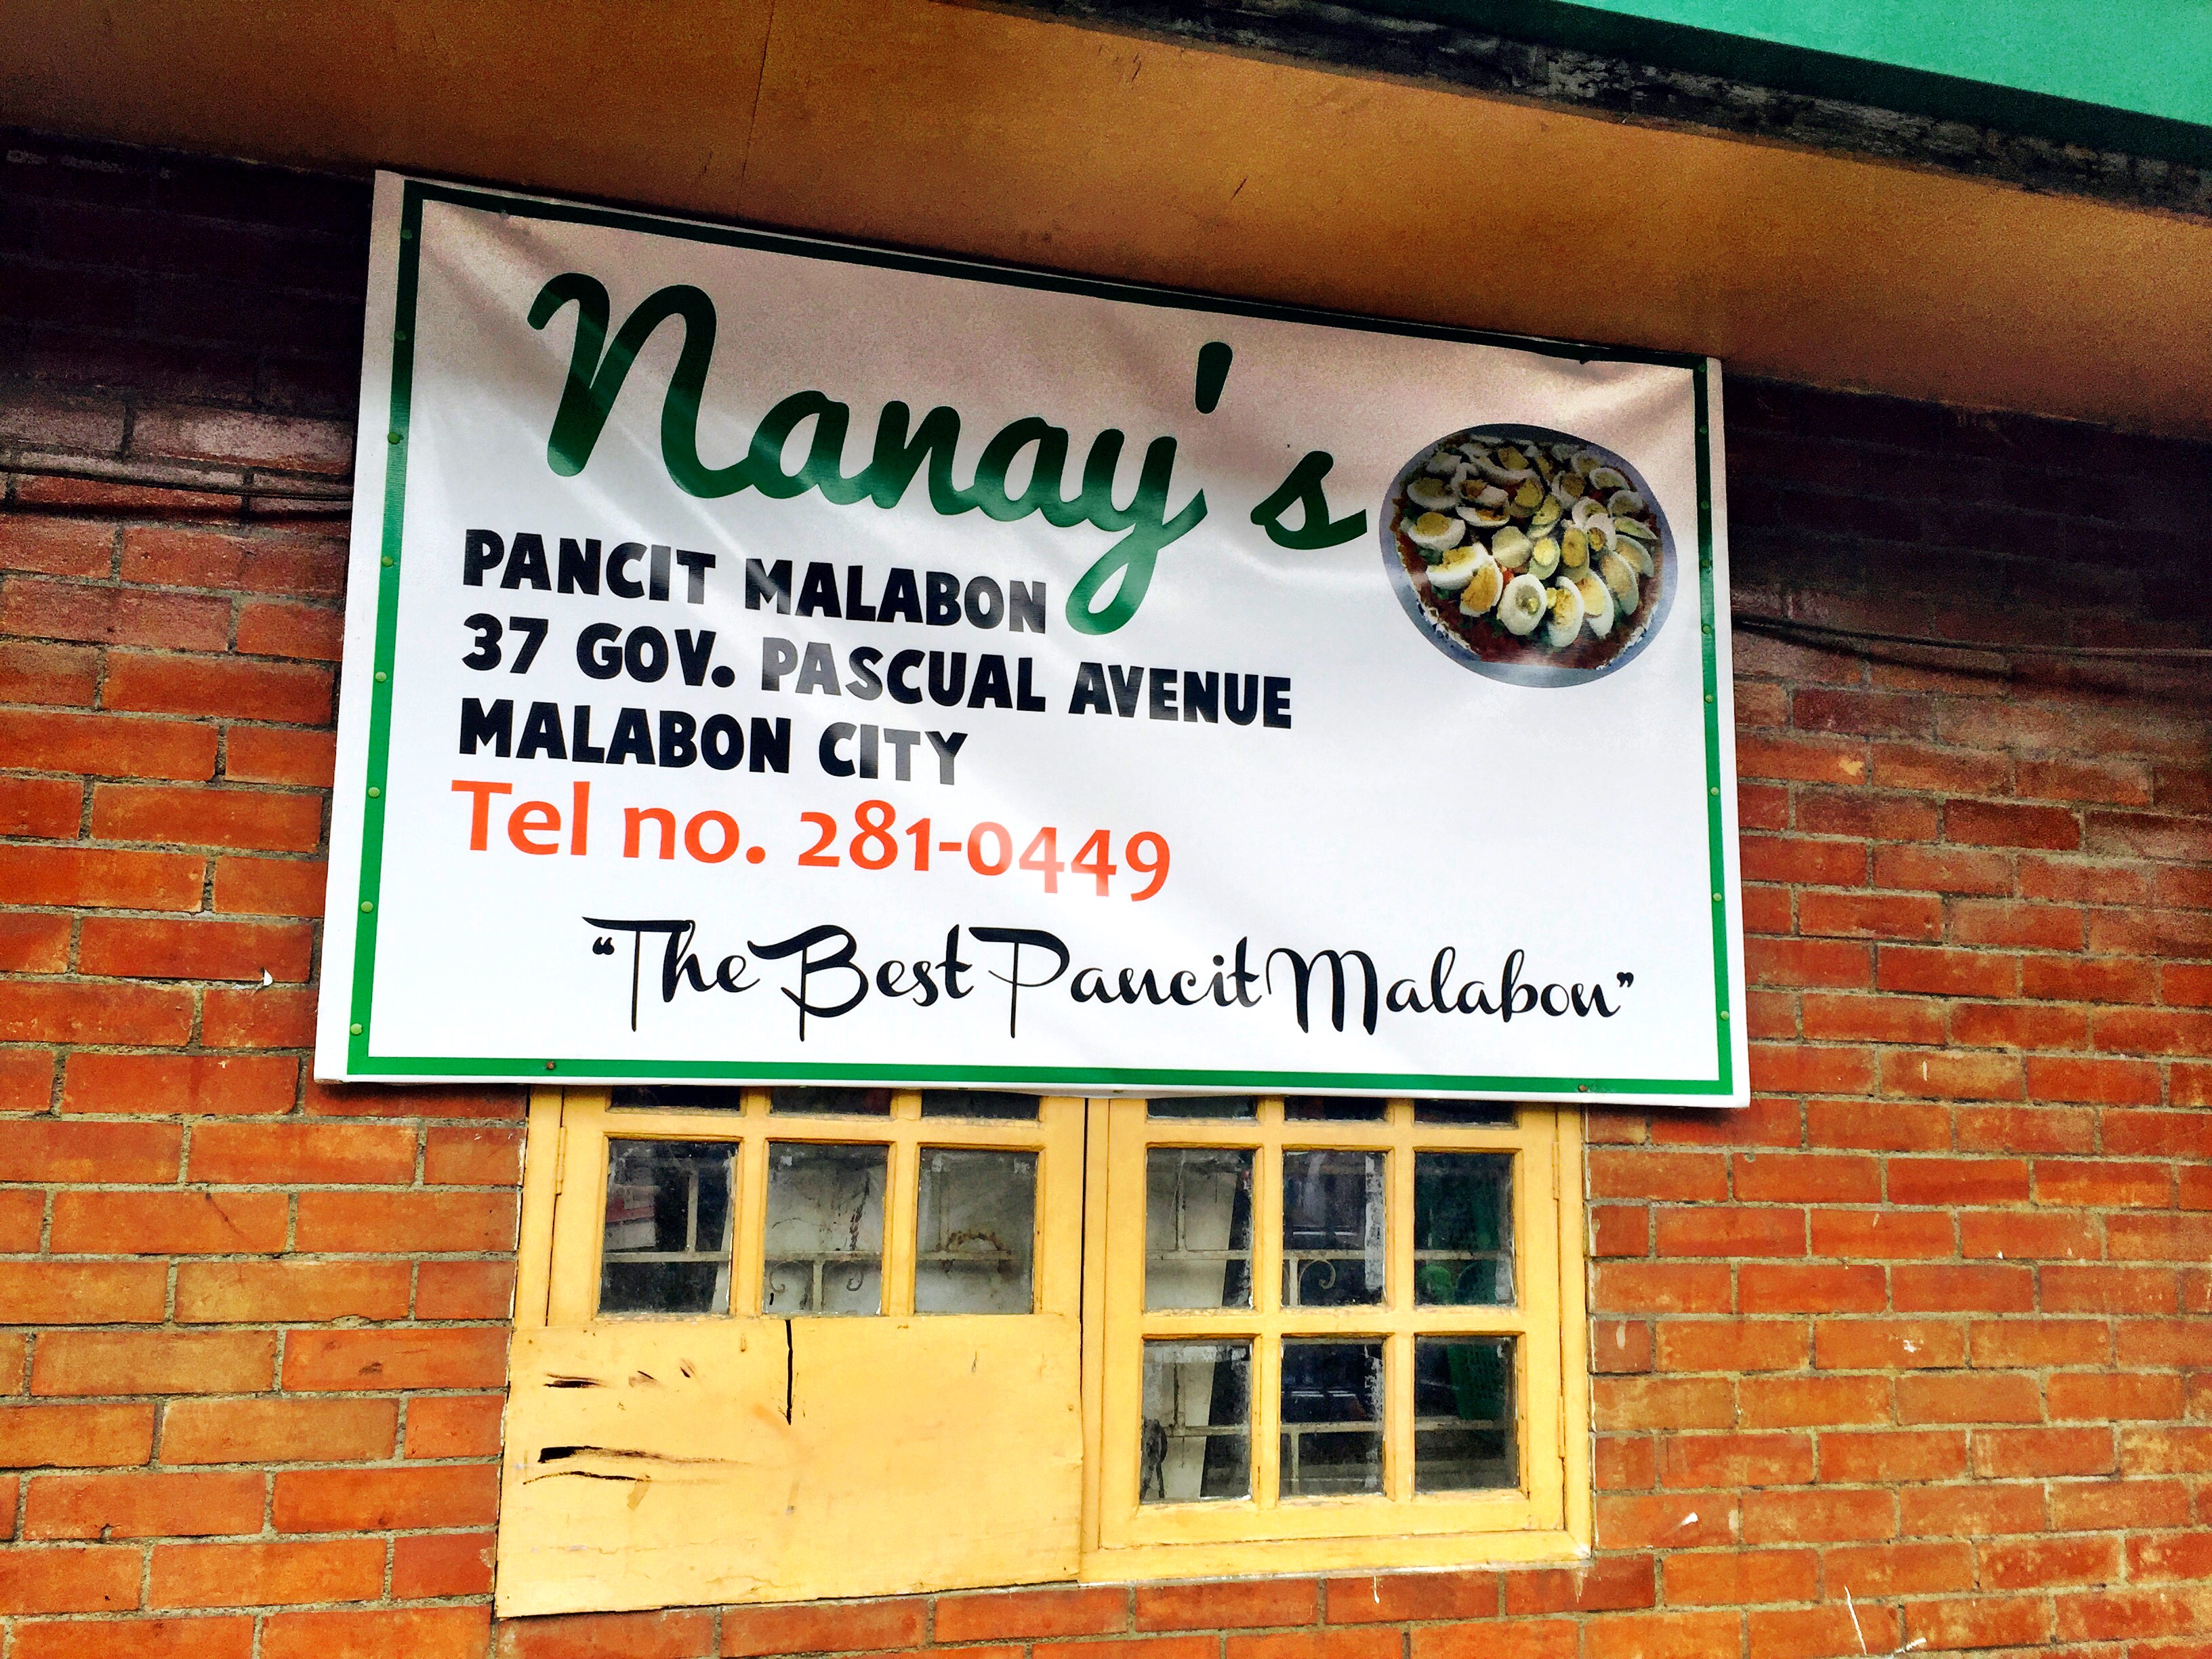 Nanay's
PANCIT MALABON
37 GOV. PASCUAL AVENUE
MALABON CITY
Tel no. 281-0449
“The Best Pancit Malabon”